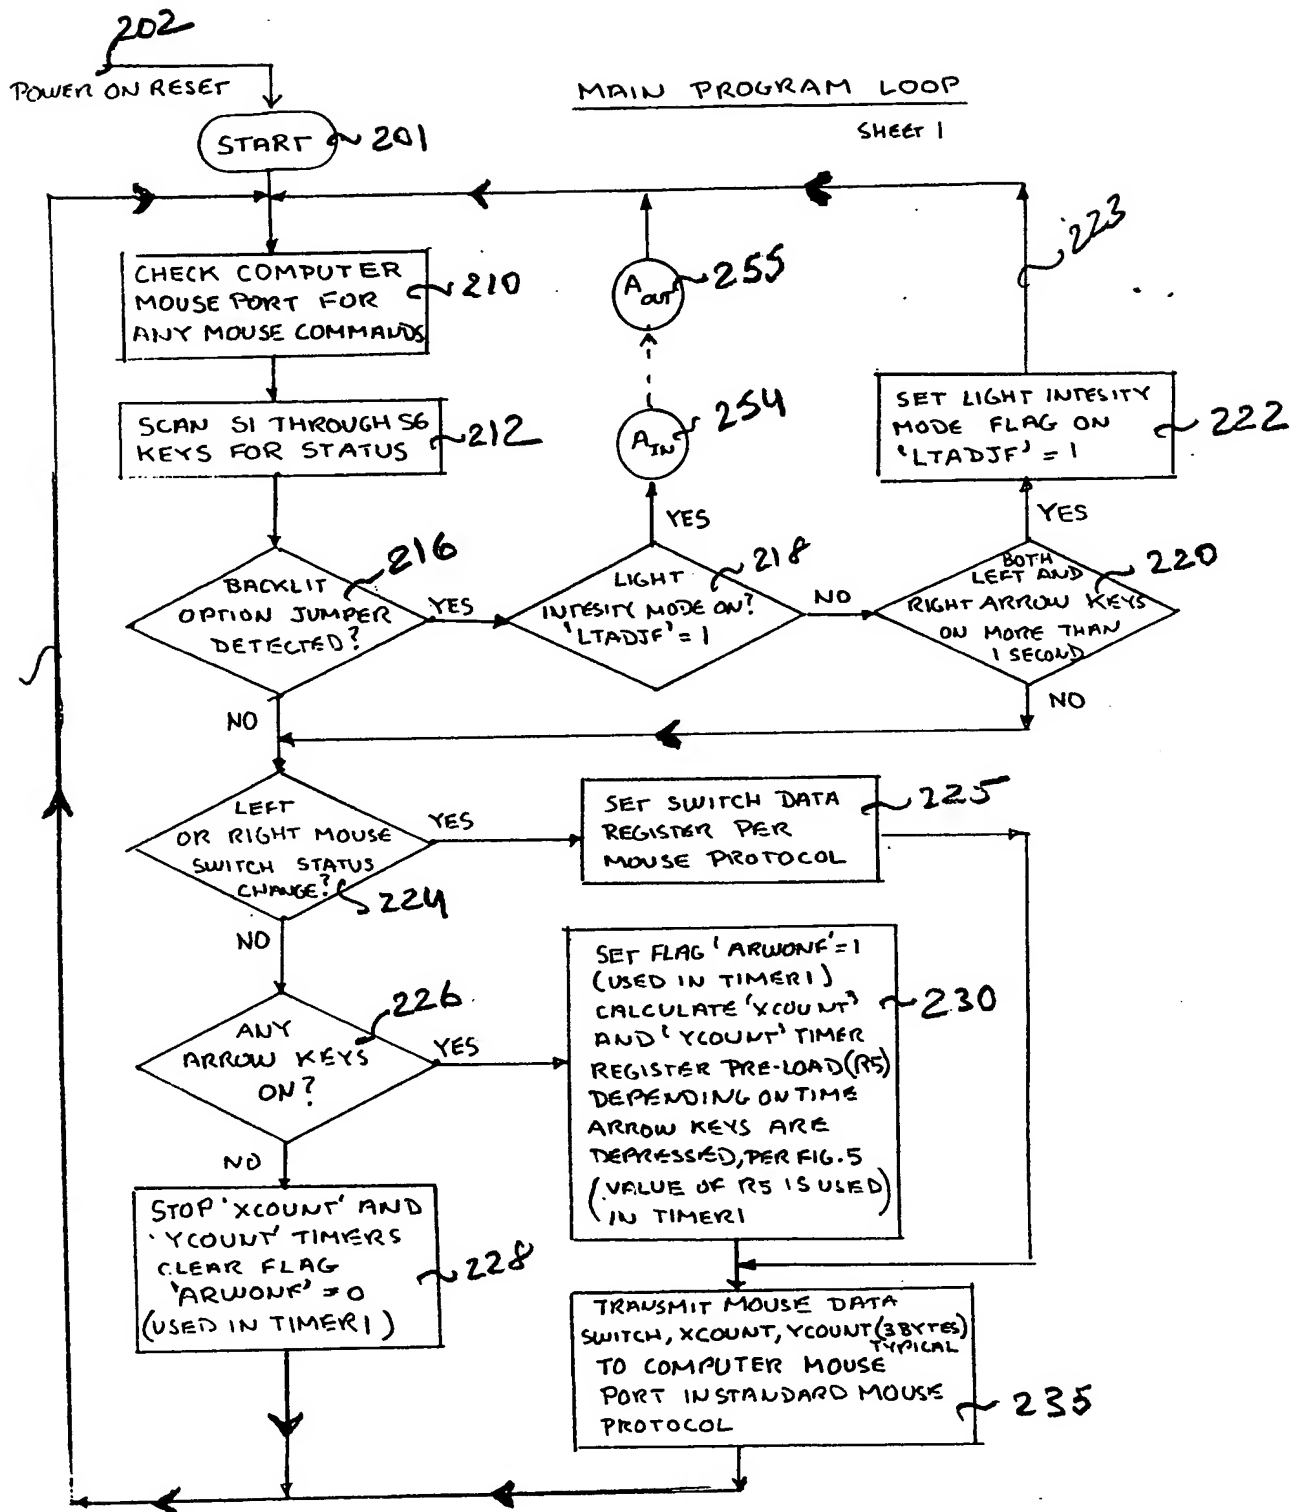 202
POWER ON RESET
MAIN PROGRAM LOOP
SHEET 1
START
201
223
CHECK COMPUTER
MOUSE PORT FOR
ANY MOUSE COMMANDS
210
A OUT
255
SCAN S1 THROUGH S6
KEYS FOR STATUS
212
A IN
254
SET LIGHT INTESITY
MODE FLAG ON
'LTADJF' = 1
222
YES
YES
BACKLIT
OPTION JUMPER
DETECTED?
216
YES
LIGHT
INTESITY MODE ON?
'LTADJF' = 1
218
NO
BOTH
LEFT AND
RIGHT ARROW KEYS
ON MORE THAN
1 SECOND
220
NO
NO
LEFT
OR RIGHT MOUSE
SWITCH STATUS
CHANGE?
224
YES
SET SWITCH DATA
REGISTER PER
MOUSE PROTOCOL
225
NO
ANY
ARROW KEYS
ON?
226
YES
SET FLAG 'ARWONF' = 1
(USED IN TIMER1)
CALCULATE 'XCOUNT'
AND 'YCOUNT' TIMER
REGISTER PRE-LOAD (R5)
DEPENDING ON TIME
ARROW KEYS ARE
DEPRESSED, PER FIG. 5
(VALUE OF R5 IS USED)
IN TIMER1
230
NO
STOP 'XCOUNT' AND
'YCOUNT' TIMERS
CLEAR FLAG
'ARWONF' = 0
(USED IN TIMER1)
228
TRANSMIT MOUSE DATA
SWITCH, XCOUNT, YCOUNT (3 BYTES)
TYPICAL
TO COMPUTER MOUSE
PORT IN STANDARD MOUSE
PROTOCOL
235